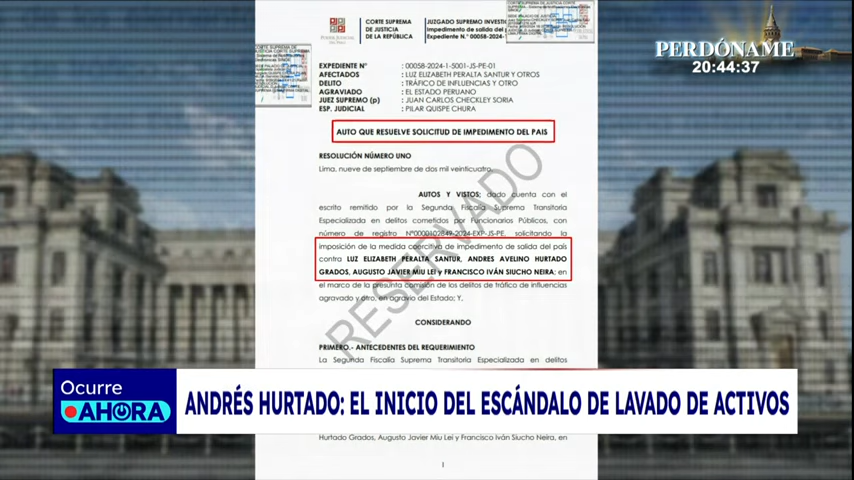 PERDÓNAME
20:44:37
CORTE SUPREMA
DE JUSTICIA
DE LA REPÚBLICA
JUZGADO SUPREMO INVESTI
Impedimento de salida del pa
Expediente N.° 00058-2024-
EXPEDIENTE N° : 00058-2024-1-5001-JS-PE-01
AFECTADOS : LUZ ELIZABETH PERALTA SANTUR Y OTROS
DELITO : TRÁFICO DE INFLUENCIAS Y OTRO
AGRAVIADO : EL ESTADO PERUANO
JUEZ SUPREMO (p) : JUAN CARLOS CHECKLEY SORIA
ESP. JUDICIAL : PILAR QUISPE CHURA
AUTO QUE RESUELVE SOLICITUD DE IMPEDIMENTO DEL PAIS
RESOLUCIÓN NÚMERO UNO
Lima, nueve de septiembre de dos mil veinticuatro.
AUTOS Y VISTOS; dado cuenta con el
escrito remitido por la Segunda Fiscalía Suprema Transitoria
Especializada en delitos cometidos por Funcionarios Públicos, con
número de registro N°0000102849-2024-EXP-JS-PE, solicitando la
imposición de la medida coercitiva de impedimento de salida del país
contra LUZ ELIZABETH PERALTA SANTUR, ANDRES AVELINO HURTADO
GRADOS, AUGUSTO JAVIER MIU LEI y FRANCISCO IVÁN SIUCHO NEIRA; en
el marco de la presunta comisión de los delitos de tráfico de influencias
agravado y otro, en agravio del Estado; Y,
RESERVADO
CONSIDERANDO
PRIMERO.- ANTECEDENTES DEL REQUERIMIENTO
La Segunda Fiscalía Suprema Transitoria Especializada en delitos
Ocurre
AHORA
ANDRÉS HURTADO: EL INICIO DEL ESCÁNDALO DE LAVADO DE ACTIVOS
Hurtado Grados, Augusto Javier Miu Lei y Francisco Iván Siucho Neira, en
1